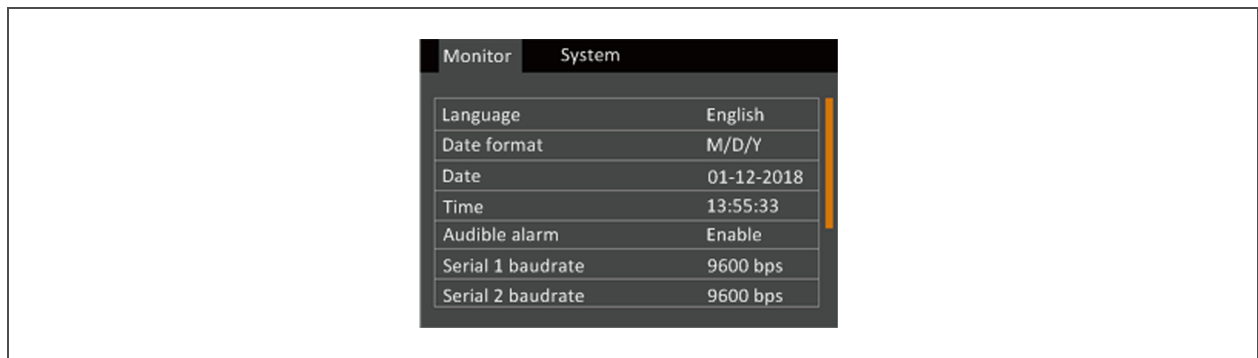 Monitor System
Language English
Date format M/D/Y
Date 01-12-2018
Time 13:55:33
Audible alarm Enable
Serial 1 baudrate 9600 bps
Serial 2 baudrate 9600 bps